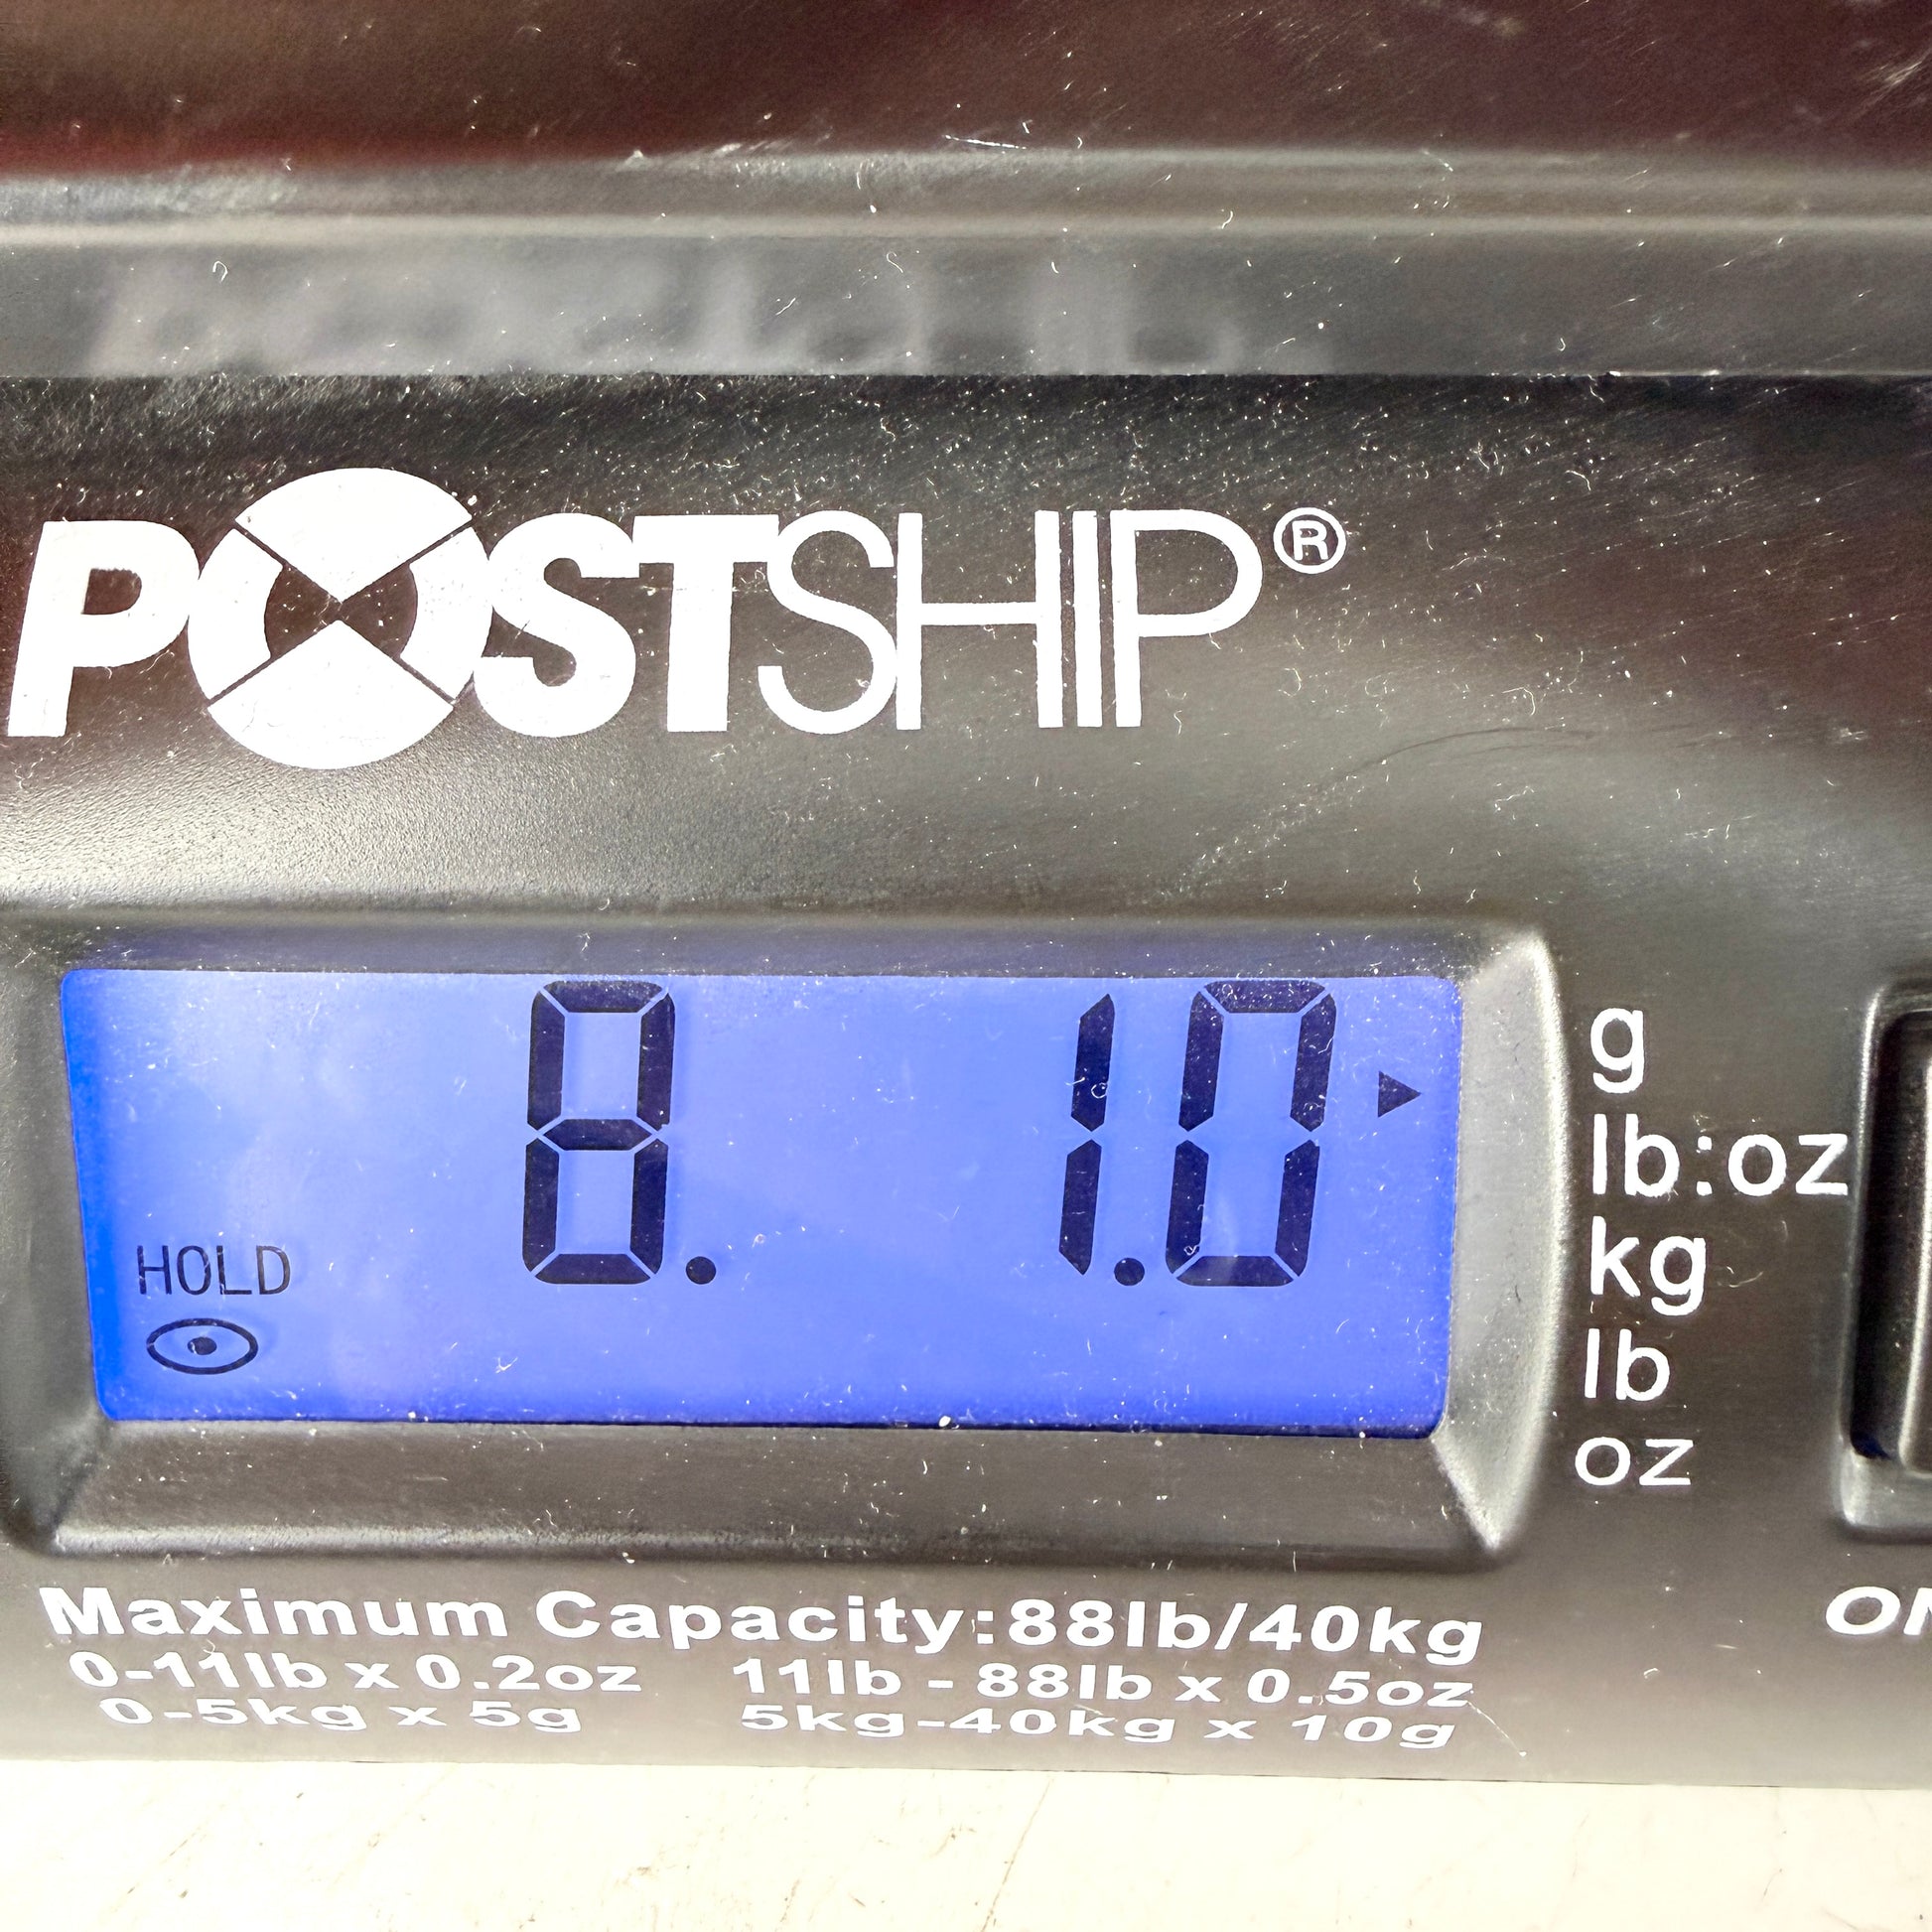 POSTSHIP®
8. 1.0
HOLD
g
lb:oz
kg
lb
oz
Maximum Capacity:88lb/40kg
0-11lb x 0.2oz 11lb - 88lb x 0.5oz
0-5kg x 5g 5kg-40kg x 10g